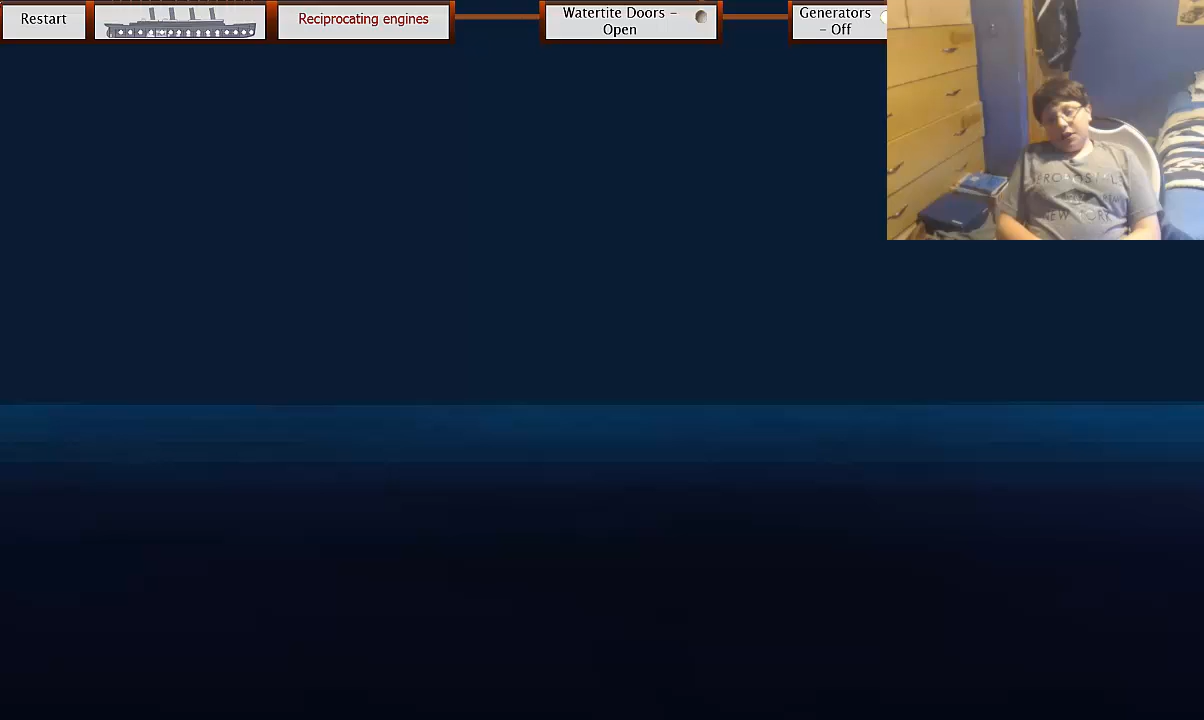 Restart
Reciprocating engines
Watertite Doors -
Open
Generators
- Off
NEW YORK